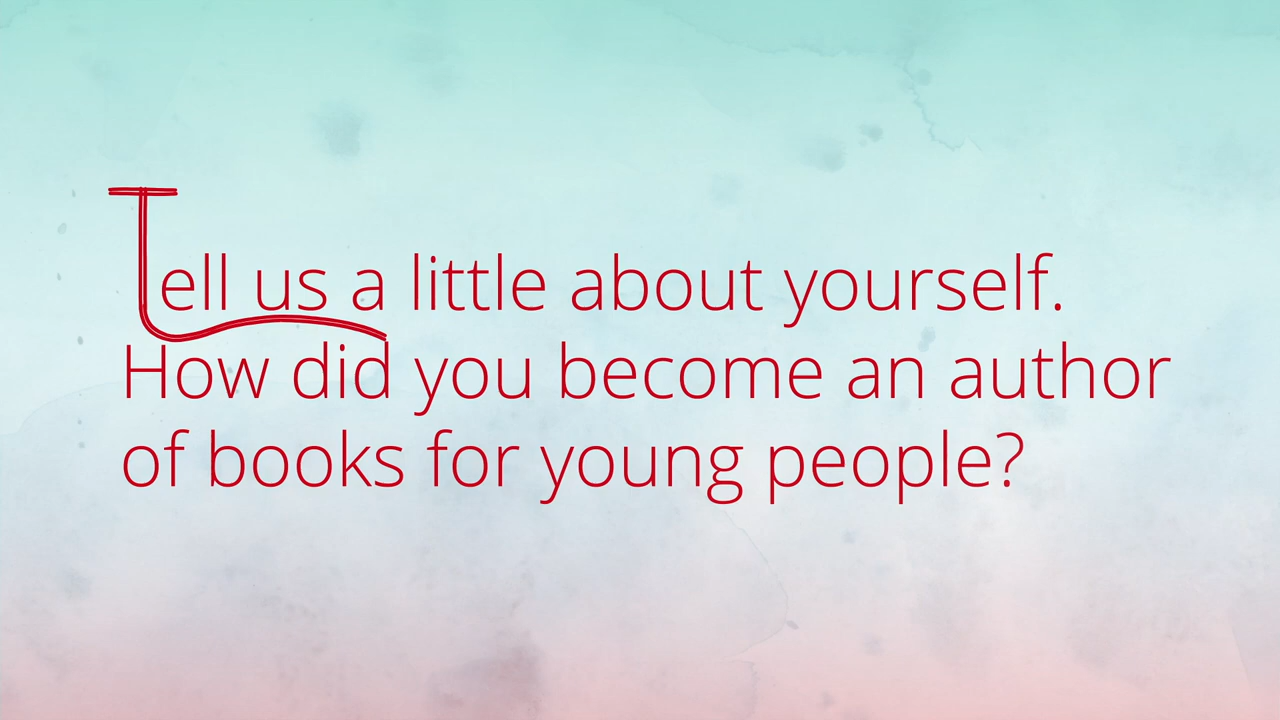 Tell us a little about yourself.
How did you become an author
of books for young people?